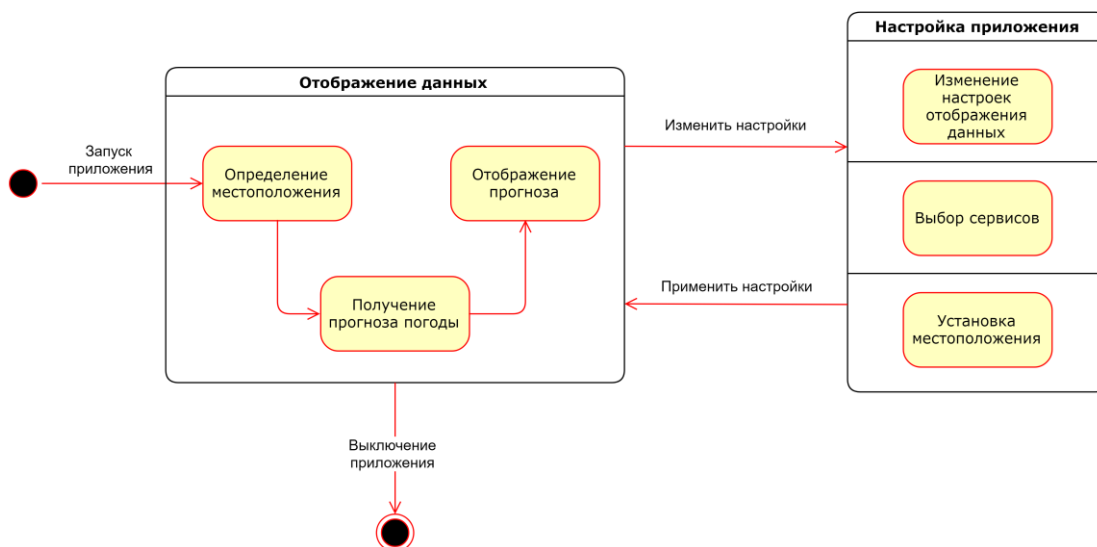 Настройка приложения
Отображение данных
Изменение
настроек
отображения
данных
Изменить настройки
Запуск
приложения
Определение
местоположения
Отображение
прогноза
Выбор сервисов
Применить настройки
Получение
прогноза погоды
Установка
местоположения
Выключение
приложения